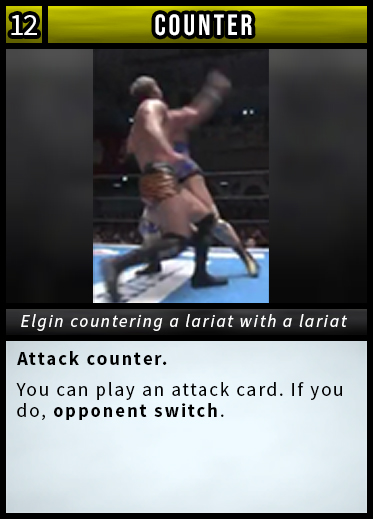 12 COUNTER
Elgin countering a lariat with a lariat
Attack counter.
You can play an attack card. If you
do, opponent switch.